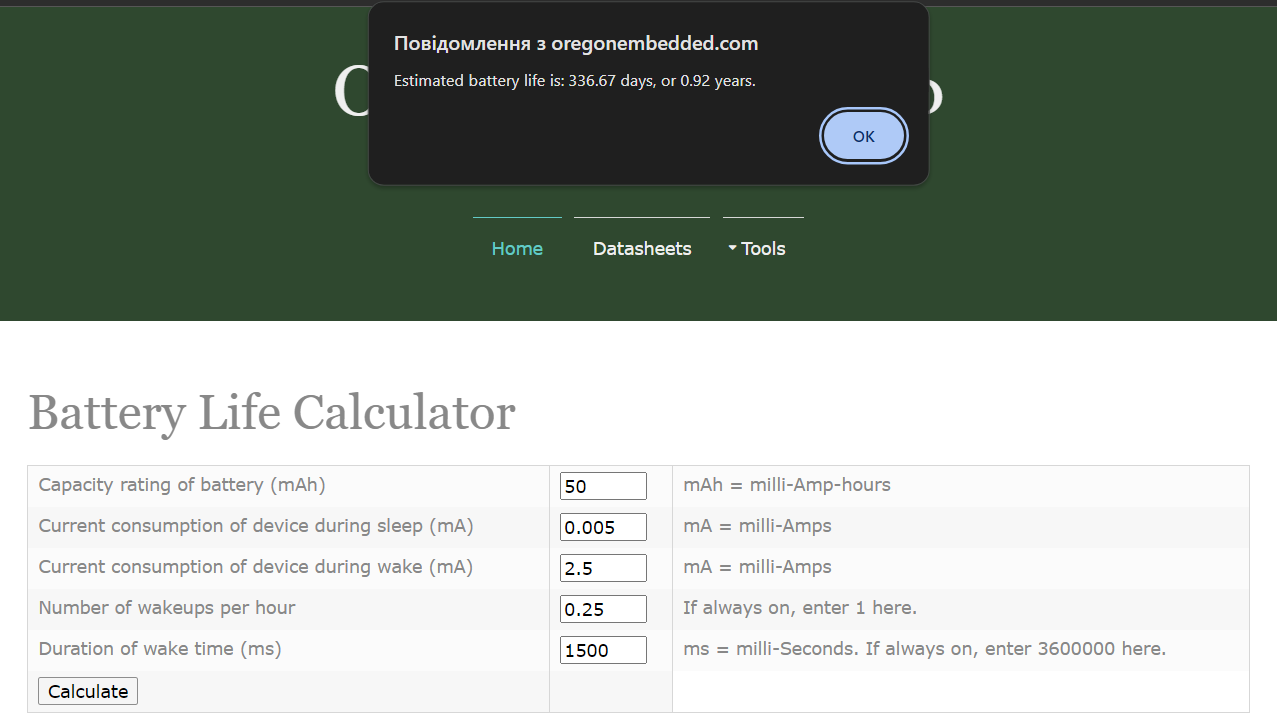 Повідомлення з oregonembedded.com
Estimated battery life is: 336.67 days, or 0.92 years.
OK
Home Datasheets Tools
Battery Life Calculator
Capacity rating of battery (mAh) 50 mAh = milli-Amp-hours
Current consumption of device during sleep (mA) 0.005 mA = milli-Amps
Current consumption of device during wake (mA) 2.5 mA = milli-Amps
Number of wakeups per hour 0.25 If always on, enter 1 here.
Duration of wake time (ms) 1500 ms = milli-Seconds. If always on, enter 3600000 here.
Calculate